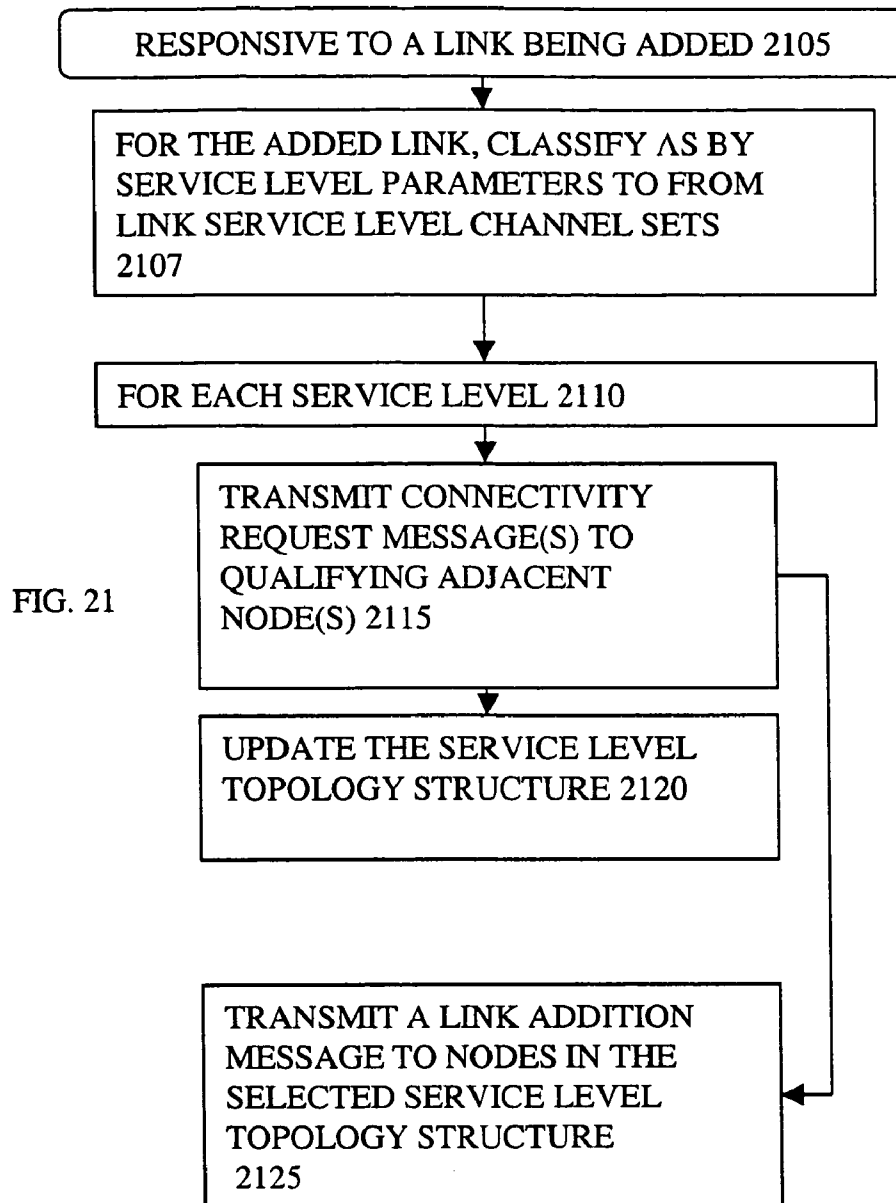 RESPONSIVE TO A LINK BEING ADDED 2105
FOR THE ADDED LINK, CLASSIFY ΛS BY
SERVICE LEVEL PARAMETERS TO FROM
LINK SERVICE LEVEL CHANNEL SETS
2107
FOR EACH SERVICE LEVEL 2110
TRANSMIT CONNECTIVITY
REQUEST MESSAGE(S) TO
QUALIFYING ADJACENT
NODE(S) 2115
FIG. 21
UPDATE THE SERVICE LEVEL
TOPOLOGY STRUCTURE 2120
TRANSMIT A LINK ADDITION
MESSAGE TO NODES IN THE
SELECTED SERVICE LEVEL
TOPOLOGY STRUCTURE
2125